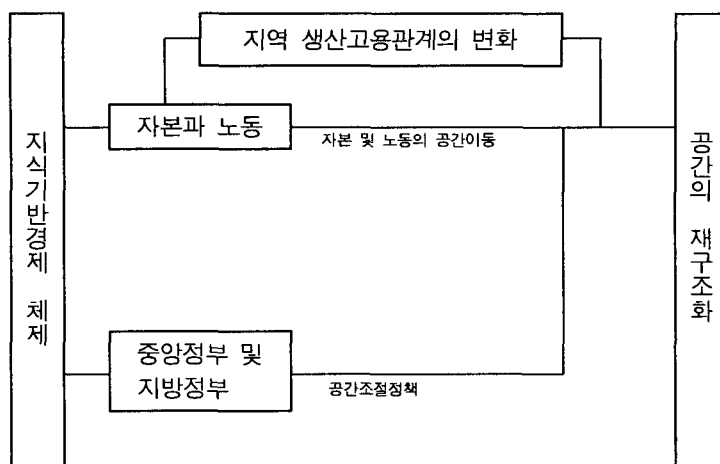 지역 생산고용관계의 변화
자본과 노동
자본 및 노동의 공간이동
지식기반경제 체제
공간의 재구조화
중앙정부 및
지방정부
공간조절정책